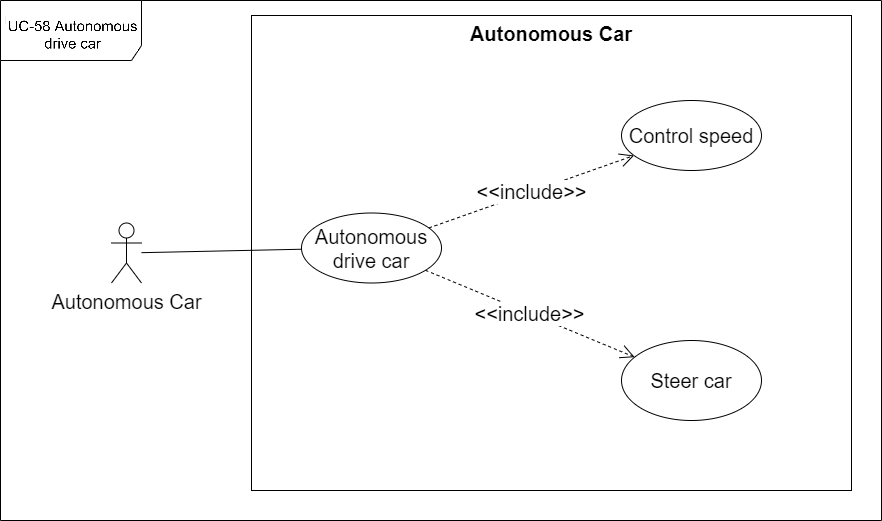 UC-58 Autonomous
drive car
Autonomous Car
Control speed
<<include>>
Autonomous
drive car
Autonomous Car
<<include>>
Steer car